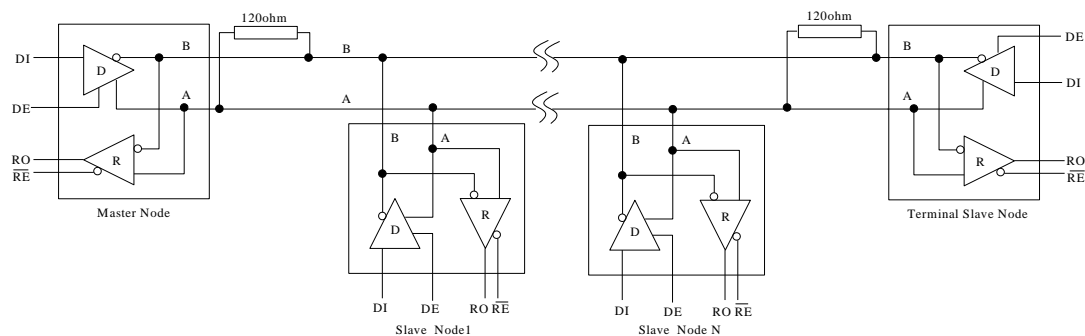 120ohm
120ohm
DI
DE
RO
RE
D
R
B
A
Master Node
B
A
B
A
D
R
DI
DE
RO
RE
Slave Node1
B
A
D
R
DI
DE
RO
RE
Slave Node N
B
A
D
R
DE
DI
RO
RE
Terminal Slave Node